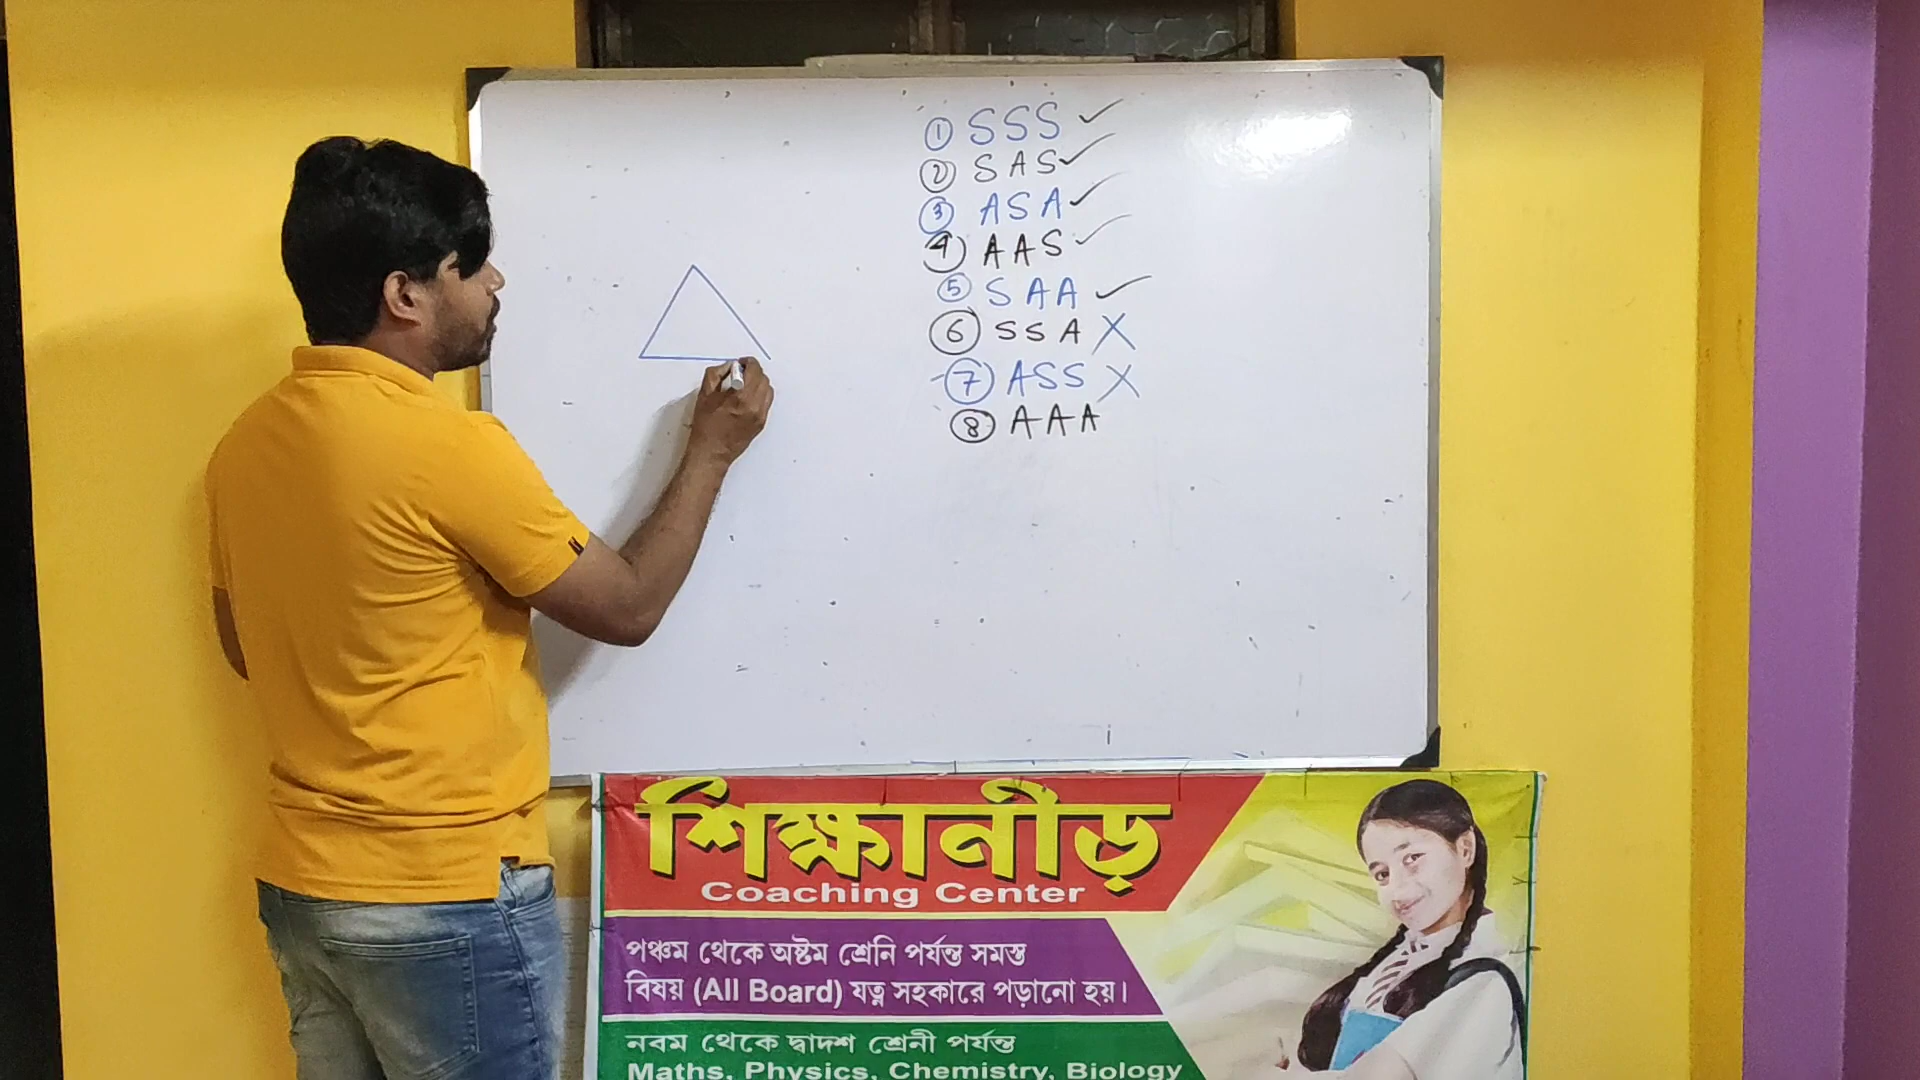 ① SSS ✓
② SAS ✓
③ ASA ✓
④ AAS ✓
⑤ SAA ✓
⑥ SSA X
⑦ ASS X
⑧ AAA
শিক্ষানীড়
Coaching Center
পঞ্চম থেকে অষ্টম শ্রেনি পর্যন্ত সমস্ত
বিষয় (All Board) যত্ন সহকারে পড়ানো হয়।
নবম থেকে দ্বাদশ শ্রেনী পর্যন্ত
Maths, Physics, Chemistry, Biology